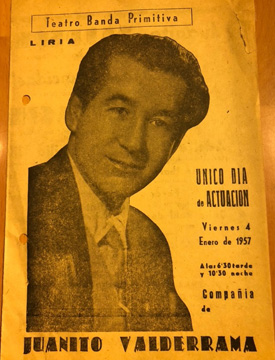 Teatro Banda Primitiva
LIRIA
UNICO DIA
de ACTUACION
Viernes 4
Enero de 1957
A las 6'30 tarde
y 10'30 noche
Compañia
de
JUANITO VALDERRAMA